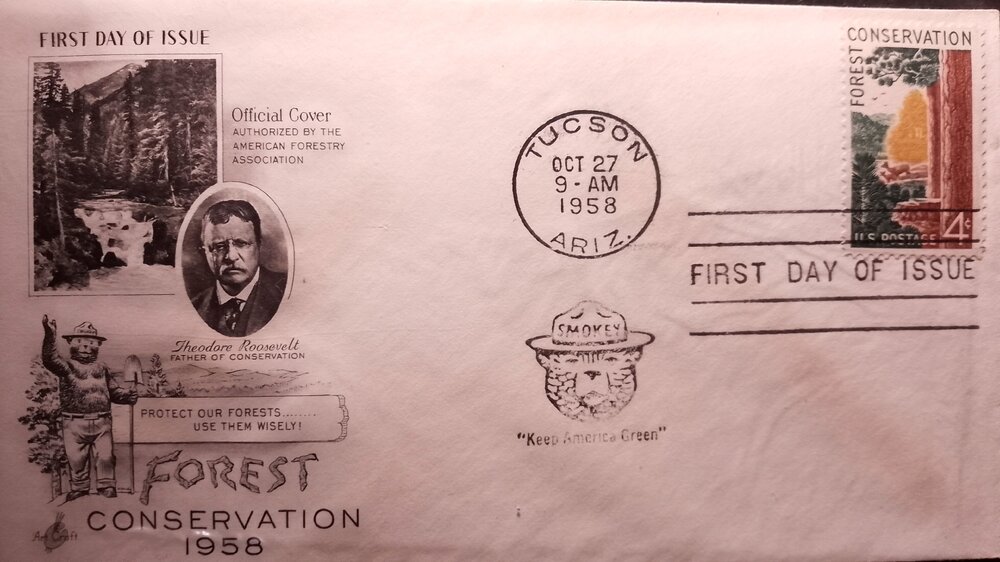 FIRST DAY OF ISSUE
Official Cover
AUTHORIZED BY THE
AMERICAN FORESTRY
ASSOCIATION
Theodore Roosevelt
FATHER OF CONSERVATION
SMOKEY
PROTECT OUR FORESTS........
USE THEM WISELY!
FOREST
CONSERVATION
1958
Art Craft
TUCSON
OCT 27
9-AM
1958
ARIZ.
SMOKEY
"Keep America Green"
FOREST
CONSERVATION
U.S. POSTAGE 4¢
FIRST DAY OF ISSUE